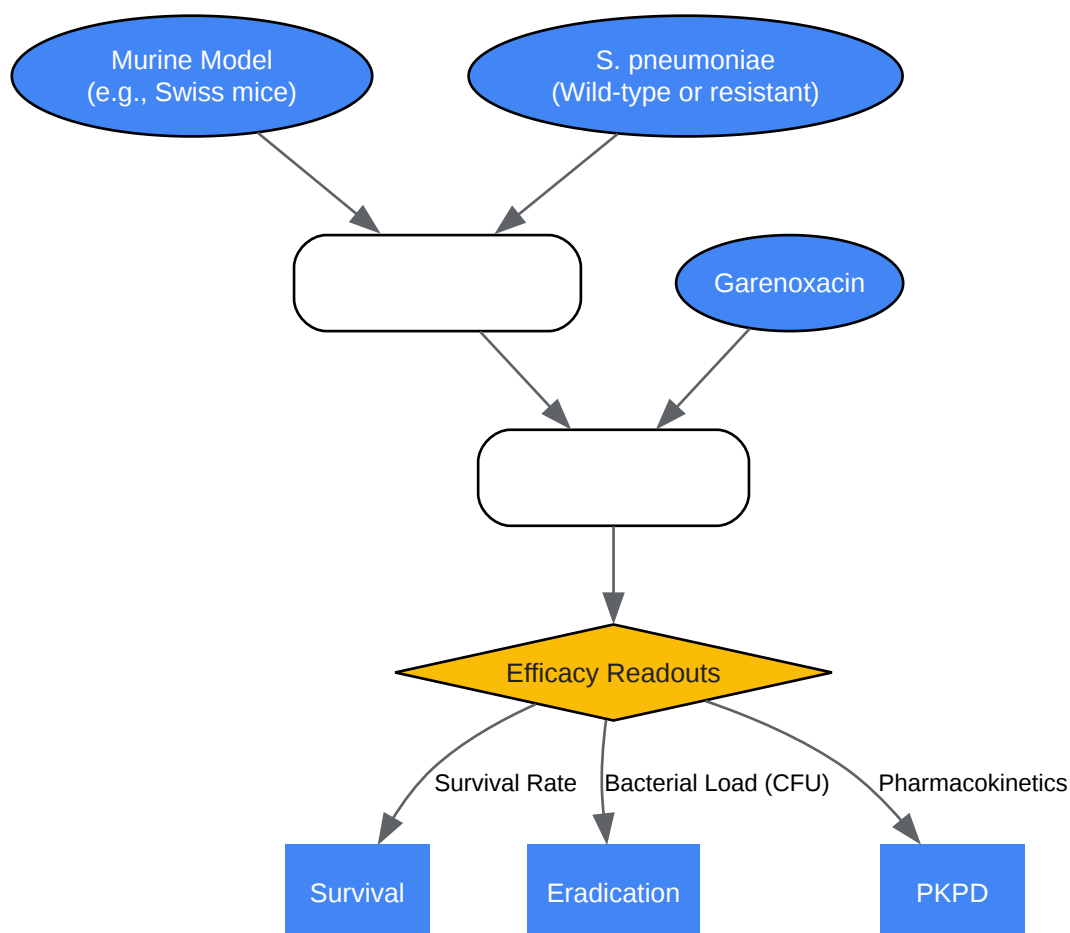 Murine Model
(e.g., Swiss mice)
S. pneumoniae
(Wild-type or resistant)
Garenoxacin
Efficacy Readouts
Survival Rate
Bacterial Load (CFU)
Pharmacokinetics
Survival
Eradication
PKPD